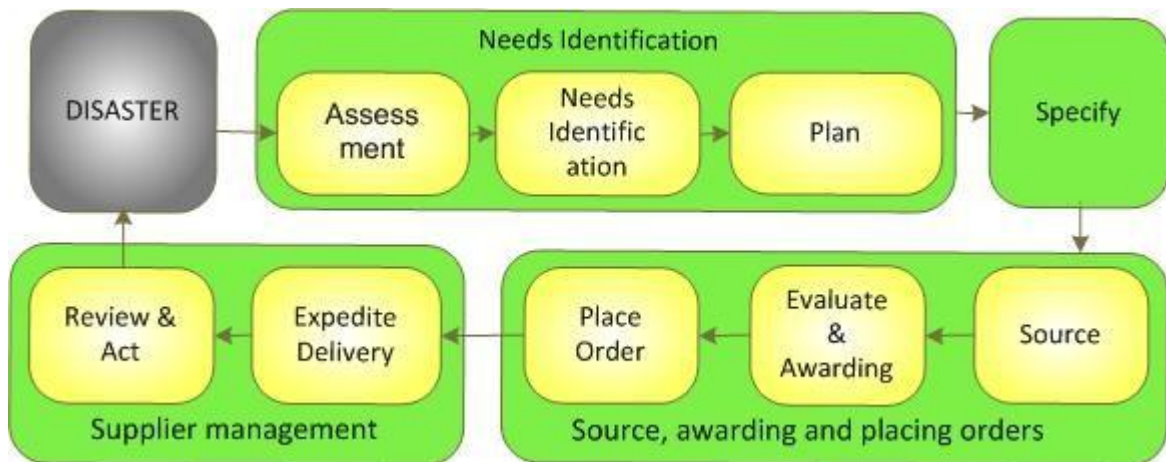 DISASTER
Needs Identification
Assess
ment
Needs
Identific
ation
Plan
Specify
Review &
Act
Expedite
Delivery
Place
Order
Evaluate
&
Awarding
Source
Supplier management
Source, awarding and placing orders